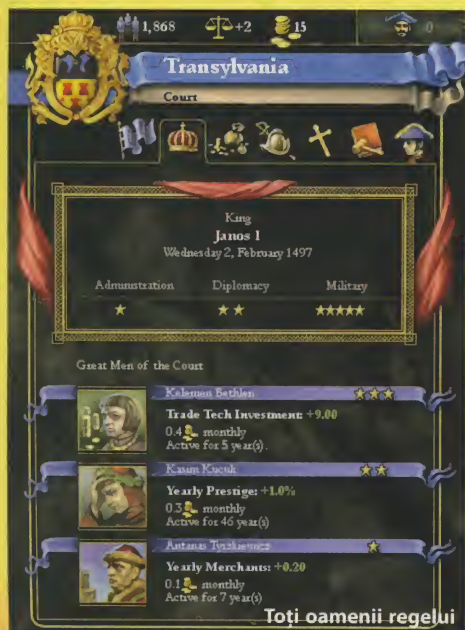 1,868 +2 15 0
Transylvania
Court
King
Janos I
Wednesday 2, February 1497
Administration Diplomacy Military
Great Men of the Court
Kelemen Bethlen
Trade Tech Investment: +9.00
0.4 monthly
Active for 5 year(s).
Kasim Kucuk
Yearly Prestige: +1.0%
0.3 monthly
Active for 46 year(s)
Antanas Tyszkiewicz
Yearly Merchants: +0.20
0.1 monthly
Active for 7 year(s)
Toți oamenii regelui